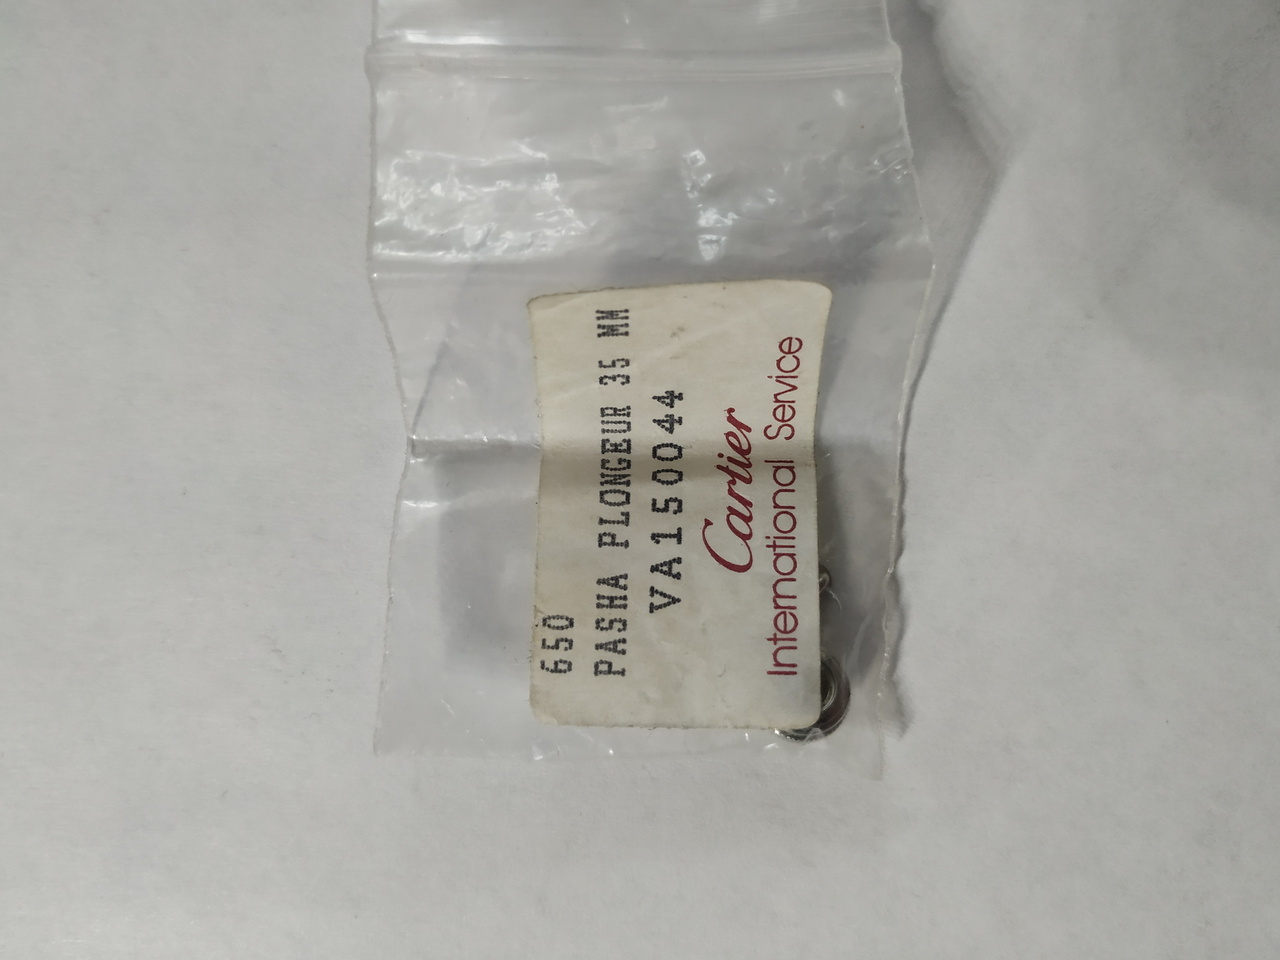 650
PASHA PLONGEUR 35 MM
VA150044
Cartier
International Service